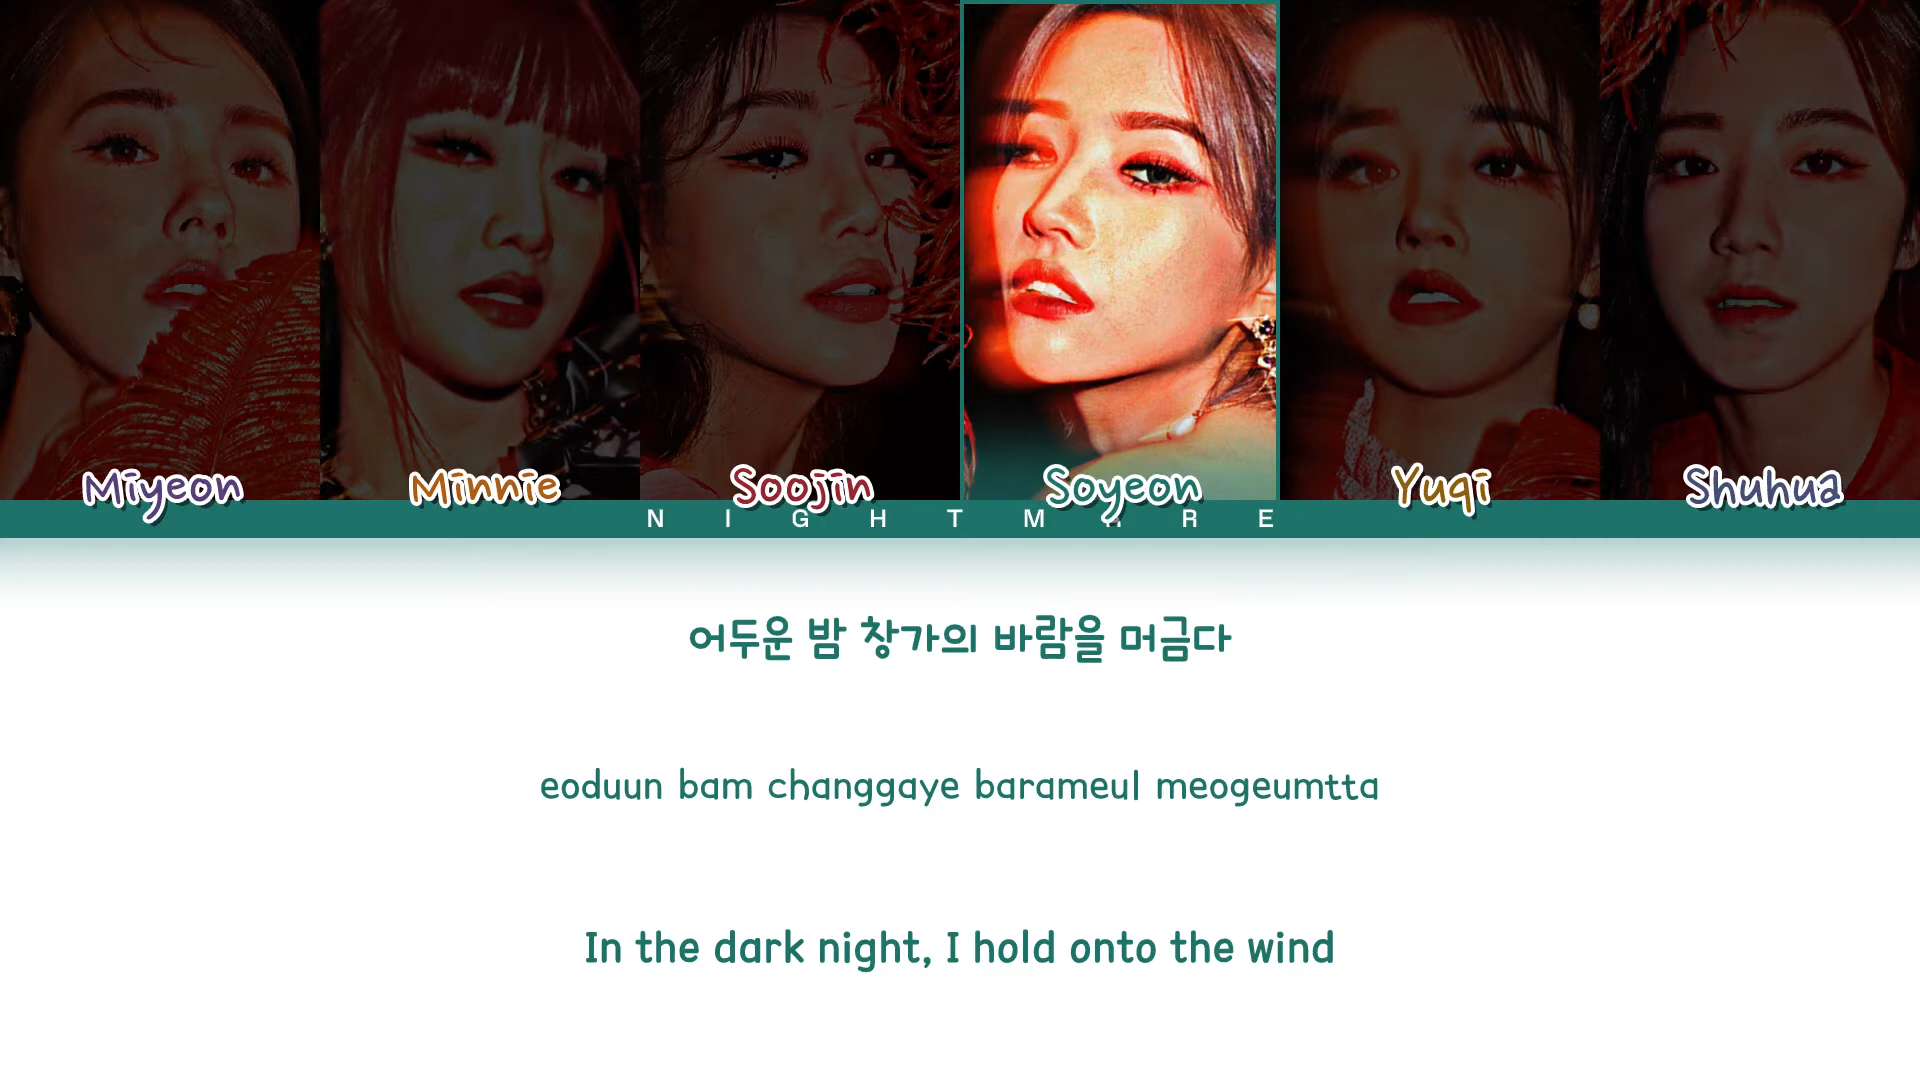 Miyeon Minnie Soojin Soyeon Yuqi Shuhua
NIGHTMARE
어두운 밤 창가의 바람을 머금다
eoduun bam changgaye barameul meogeumtta
In the dark night, I hold onto the wind